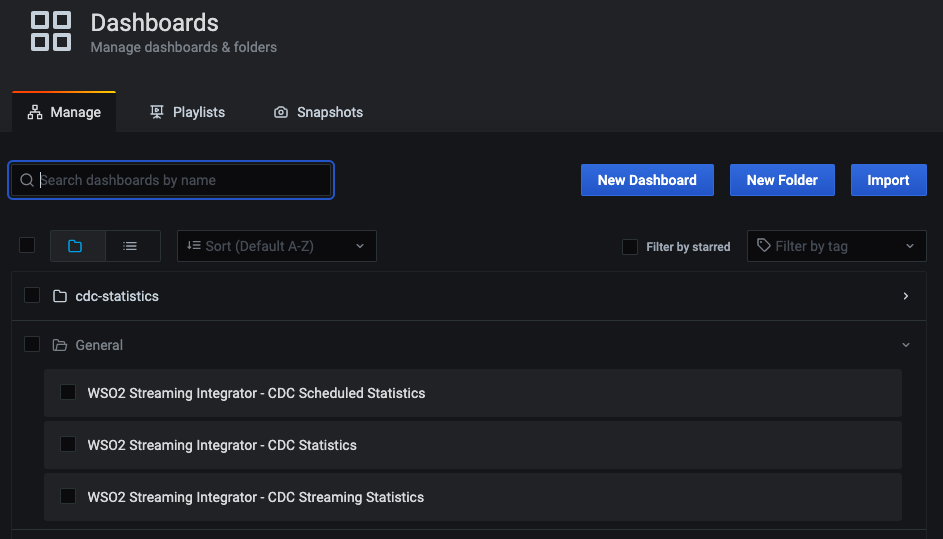 Dashboards
Manage dashboards & folders
Manage Playlists Snapshots
Search dashboards by name New Dashboard New Folder Import
Sort (Default A-Z) Filter by starred Filter by tag
cdc-statistics
General
WSO2 Streaming Integrator - CDC Scheduled Statistics
WSO2 Streaming Integrator - CDC Statistics
WSO2 Streaming Integrator - CDC Streaming Statistics